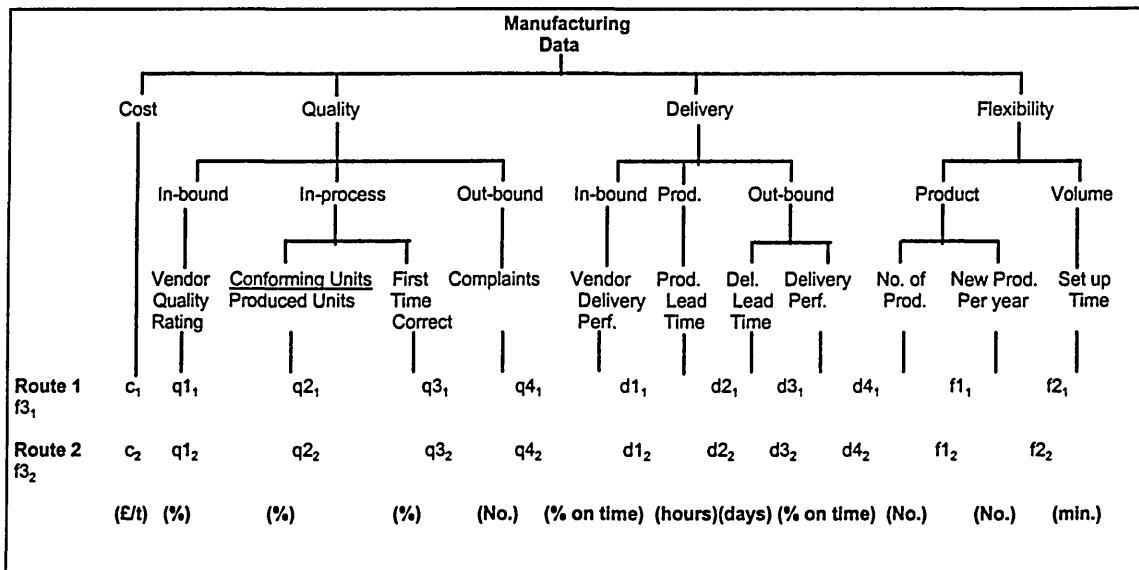 Manufacturing
Data
Cost Quality Delivery Flexibility
In-bound In-process Out-bound In-bound Prod. Out-bound Product Volume
Vendor Conforming Units First Complaints Vendor Prod. Del. Delivery No. of New Prod. Set up
Quality Produced Units Time Delivery Lead Lead Perf. Prod. Per year Time
Rating Correct Perf. Time Time
Route 1 c₁ q1₁ q2₁ q3₁ q4₁ d1₁ d2₁ d3₁ d4₁ f1₁ f2₁
f3₁
Route 2 c₂ q1₂ q2₂ q3₂ q4₂ d1₂ d2₂ d3₂ d4₂ f1₂ f2₂
f3₂
(£/t) (%) (%) (%) (No.) (% on time) (hours)(days) (% on time) (No.) (No.) (min.)